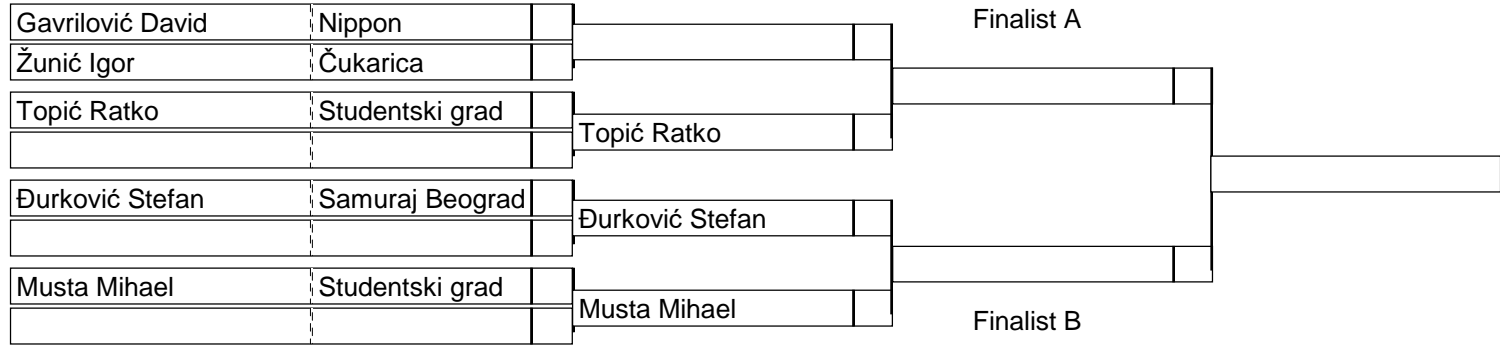 Gavrilović David Nippon
Žunić Igor Čukarica
Topić Ratko Studentski grad
Đurković Stefan Samuraj Beograd
Musta Mihael Studentski grad
Topić Ratko
Đurković Stefan
Musta Mihael
Finalist A
Finalist B